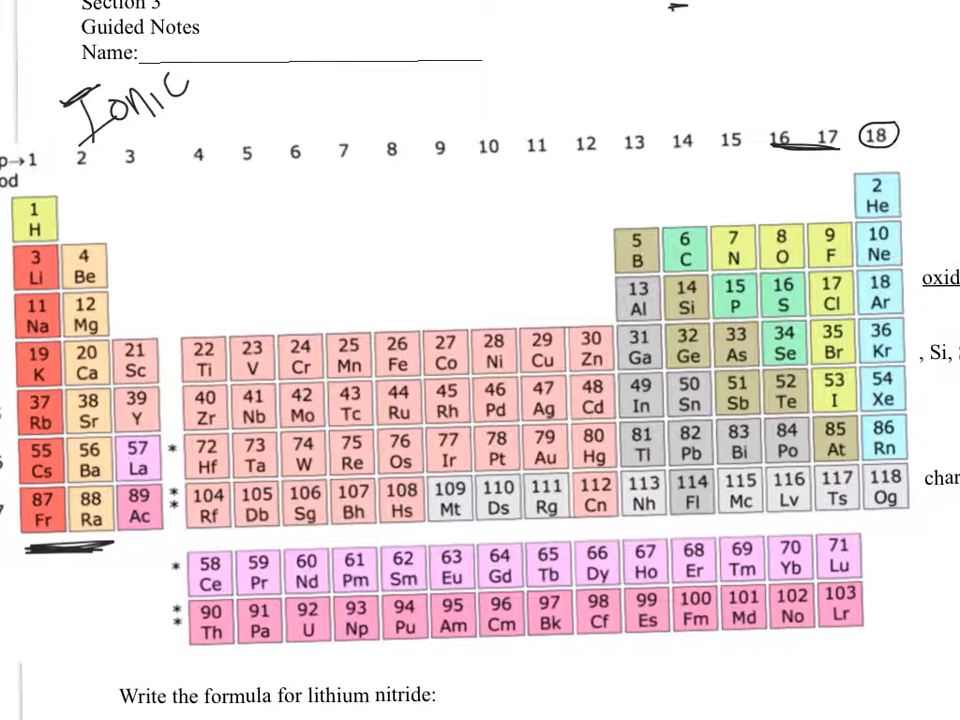 Section 3
Guided Notes
Name:
Ionic
p→1 2 3 4 5 6 7 8 9 10 11 12 13 14 15 16 17 18
od
1 2
H He
3 4 5 6 7 8 9 10
Li Be B C N O F Ne
11 12 13 14 15 16 17 18
Na Mg Al Si P S Cl Ar
19 20 21 22 23 24 25 26 27 28 29 30 31 32 33 34 35 36
K Ca Sc Ti V Cr Mn Fe Co Ni Cu Zn Ga Ge As Se Br Kr
37 38 39 40 41 42 43 44 45 46 47 48 49 50 51 52 53 54
Rb Sr Y Zr Nb Mo Tc Ru Rh Pd Ag Cd In Sn Sb Te I Xe
55 56 57 * 72 73 74 75 76 77 78 79 80 81 82 83 84 85 86
Cs Ba La Hf Ta W Re Os Ir Pt Au Hg Tl Pb Bi Po At Rn
87 88 89 * 104 105 106 107 108 109 110 111 112 113 114 115 116 117 118
Fr Ra Ac * Rf Db Sg Bh Hs Mt Ds Rg Cn Nh Fl Mc Lv Ts Og
* 58 59 60 61 62 63 64 65 66 67 68 69 70 71
Ce Pr Nd Pm Sm Eu Gd Tb Dy Ho Er Tm Yb Lu
* 90 91 92 93 94 95 96 97 98 99 100 101 102 103
* Th Pa U Np Pu Am Cm Bk Cf Es Fm Md No Lr
oxid
, Si,
char
Write the formula for lithium nitride: